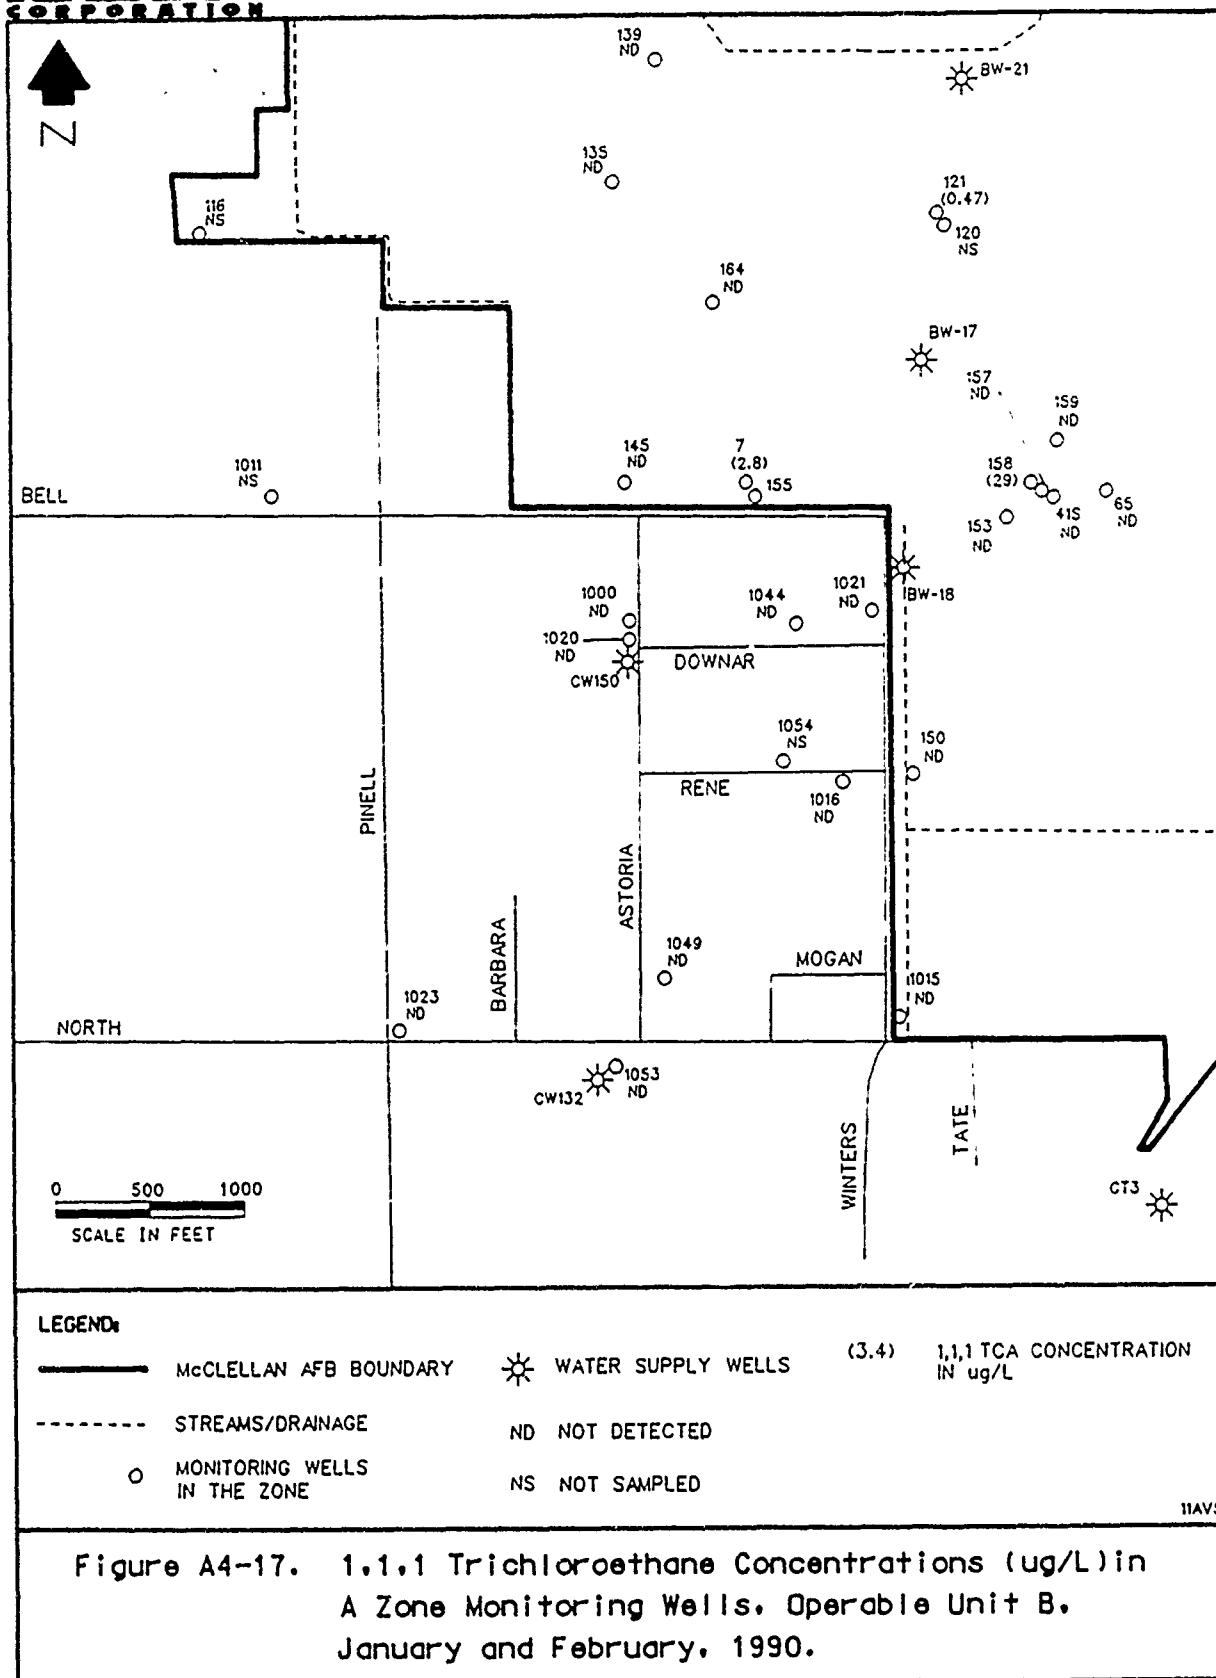 CORPORATION
139
ND
BW-21
Z
135
ND
121
(0.47)
116
NS
120
NS
164
ND
BW-17
157
ND
159
ND
145
ND
7
(2.8)
1011
NS
158
(29)
BELL
155
65
ND
41S
ND
153
ND
BW-18
1000
ND
1044
ND
1021
ND
1020
ND
DOWNAR
CW150
1054
NS
150
ND
PINELL
RENE
1016
ND
ASTORIA
BARBARA
1049
ND
MOGAN
1023
ND
1015
ND
NORTH
1053
ND
CW132
WINTERS
TATE
CT3
0 500 1000
SCALE IN FEET
LEGEND:
McCLELLAN AFB BOUNDARY
WATER SUPPLY WELLS
(3.4) 1,1,1 TCA CONCENTRATION
IN ug/L
STREAMS/DRAINAGE
ND NOT DETECTED
MONITORING WELLS
IN THE ZONE
NS NOT SAMPLED
Figure A4-17. 1,1,1 Trichloroethane Concentrations (ug/L) in
A Zone Monitoring Wells, Operable Unit B,
January and February, 1990.